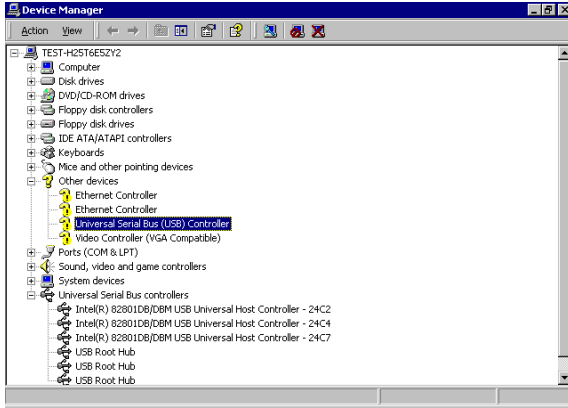 Device Manager
Action View
TEST-H25T6E5ZY2
Computer
Disk drives
DVD/CD-ROM drives
Floppy disk controllers
Floppy disk drives
IDE ATA/ATAPI controllers
Keyboards
Mice and other pointing devices
Other devices
Ethernet Controller
Ethernet Controller
Universal Serial Bus (USB) Controller
Video Controller (VGA Compatible)
Ports (COM & LPT)
Sound, video and game controllers
System devices
Universal Serial Bus controllers
Intel(R) 82801DB/DBM USB Universal Host Controller - 24C2
Intel(R) 82801DB/DBM USB Universal Host Controller - 24C4
Intel(R) 82801DB/DBM USB Universal Host Controller - 24C7
USB Root Hub
USB Root Hub
USB Root Hub